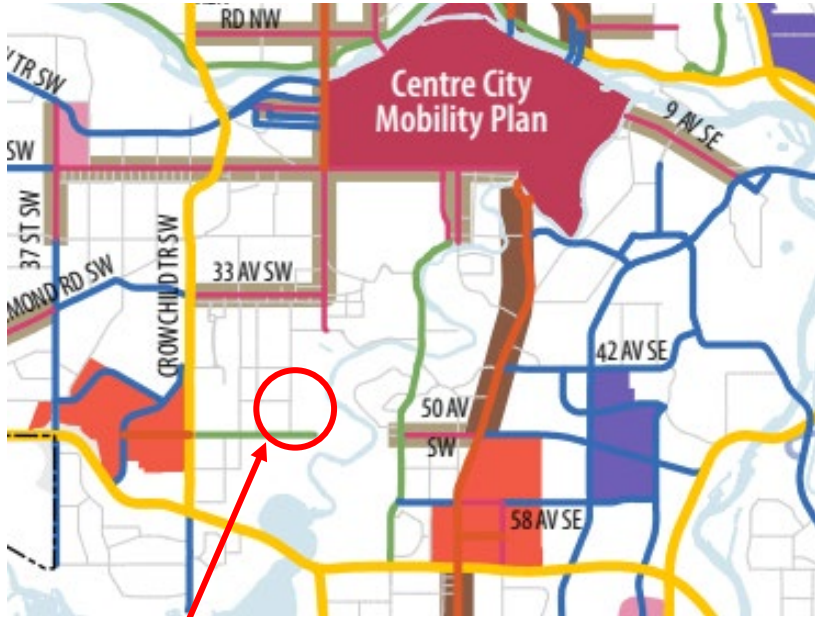 RD NW
TR SW
Centre City
Mobility Plan
9 AV SE
SW
37 ST SW
33 AV SW
CROWCHILD TR SW
MOND RD SW
42 AV SE
50 AV
SW
58 AV SE